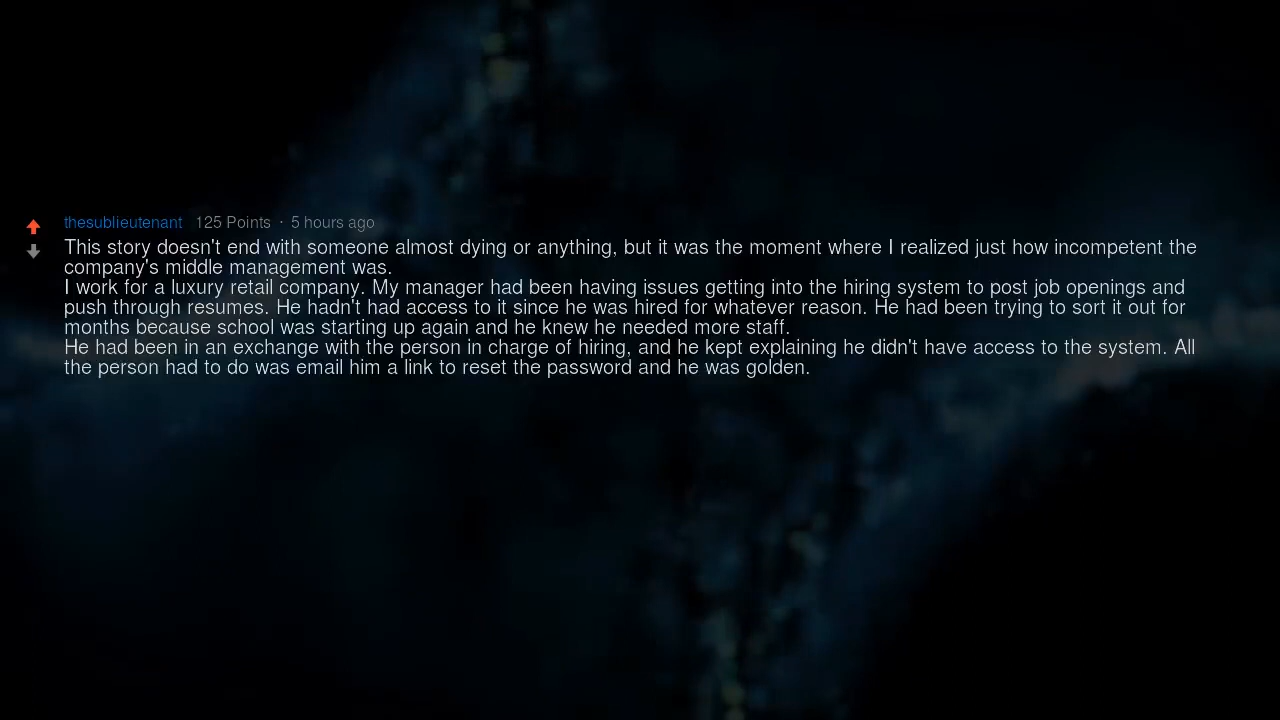 thesublieutenant 125 Points · 5 hours ago
This story doesn't end with someone almost dying or anything, but it was the moment where I realized just how incompetent the
company's middle management was.
I work for a luxury retail company. My manager had been having issues getting into the hiring system to post job openings and
push through resumes. He hadn't had access to it since he was hired for whatever reason. He had been trying to sort it out for
months because school was starting up again and he knew he needed more staff.
He had been in an exchange with the person in charge of hiring, and he kept explaining he didn't have access to the system. All
the person had to do was email him a link to reset the password and he was golden.